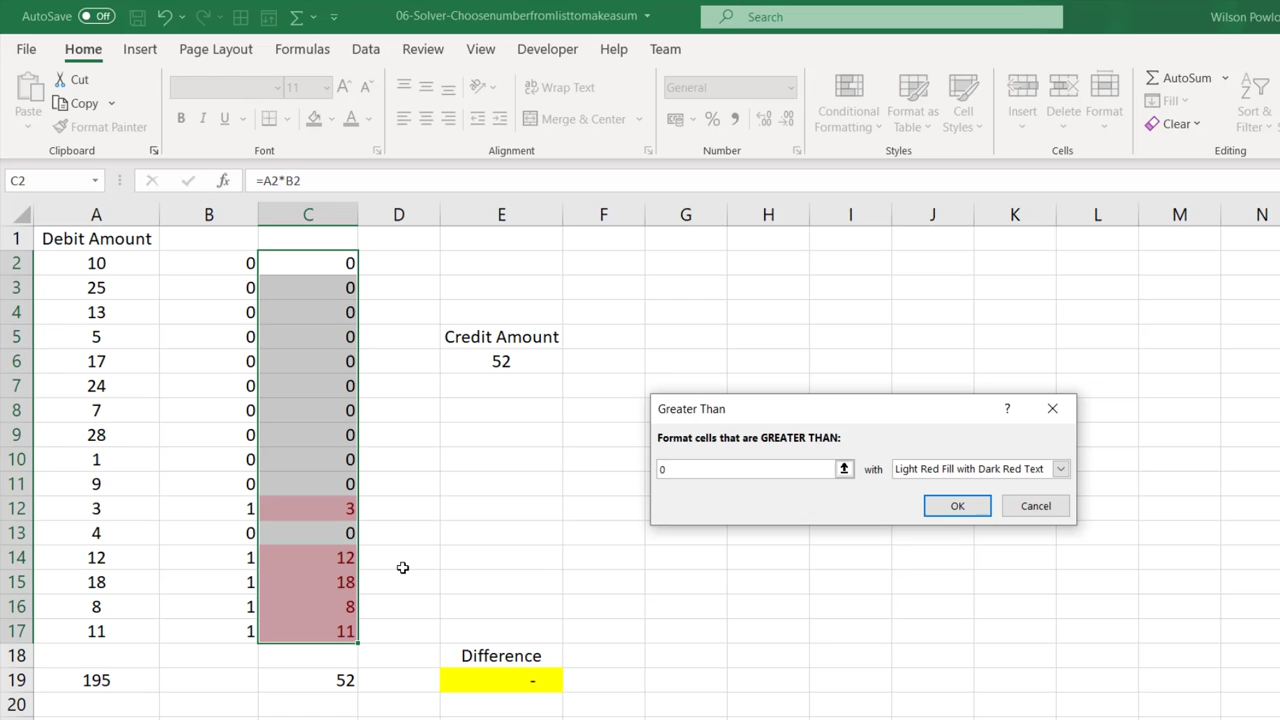 AutoSave Off 06-Solver-Choosenumberfromlisttomakeasum Search Wilson Powlo
File Home Insert Page Layout Formulas Data Review View Developer Help Team
Paste Cut Copy Format Painter Clipboard
11 B I U A A A Font
Wrap Text Merge & Center Alignment
General % , Number
Conditional Formatting Format as Table Cell Styles Styles
Insert Delete Format Cells
AutoSum Fill Clear Sort & Filter Editing
C2 fx =A2*B2
A B C D E F G H I J K L M N
1 Debit Amount
2 10 0 0
3 25 0 0
4 13 0 0
5 5 0 0 Credit Amount
6 17 0 0 52
7 24 0 0
8 7 0 0
9 28 0 0
10 1 0 0
11 9 0 0
12 3 1 3
13 4 0 0
14 12 1 12
15 18 1 18
16 8 1 8
17 11 1 11
18 Difference
19 195 52 -
20
Greater Than ?
Format cells that are GREATER THAN:
0 with Light Red Fill with Dark Red Text
OK Cancel